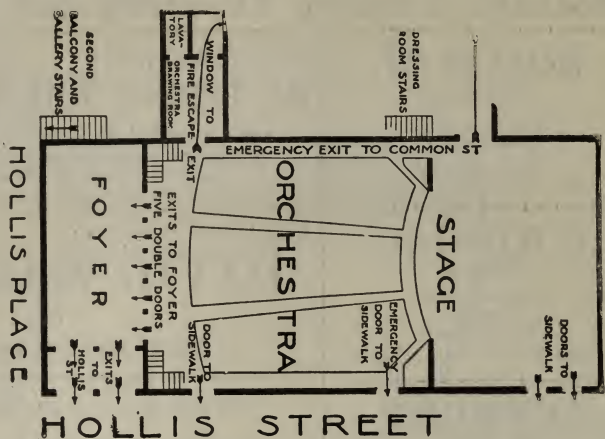 LAVA-
TORY
ORCHESTRA
DRAWING ROOM
WINDOW TO
FIRE ESCAPE
SECOND
BALCONY AND
GALLERY STAIRS
DRESSING
ROOM STAIRS
EMERGENCY EXIT TO COMMON ST
EXIT
HOLLIS PLACE
FOYER
EXITS TO FOYER
FIVE DOUBLE DOORS
ORCHESTRA
STAGE
EXITS
TO
HOLLIS
ST
DOOR TO
SIDEWALK
EMERGENCY
DOOR TO
SIDEWALK
DOORS TO
SIDEWALK
HOLLIS STREET